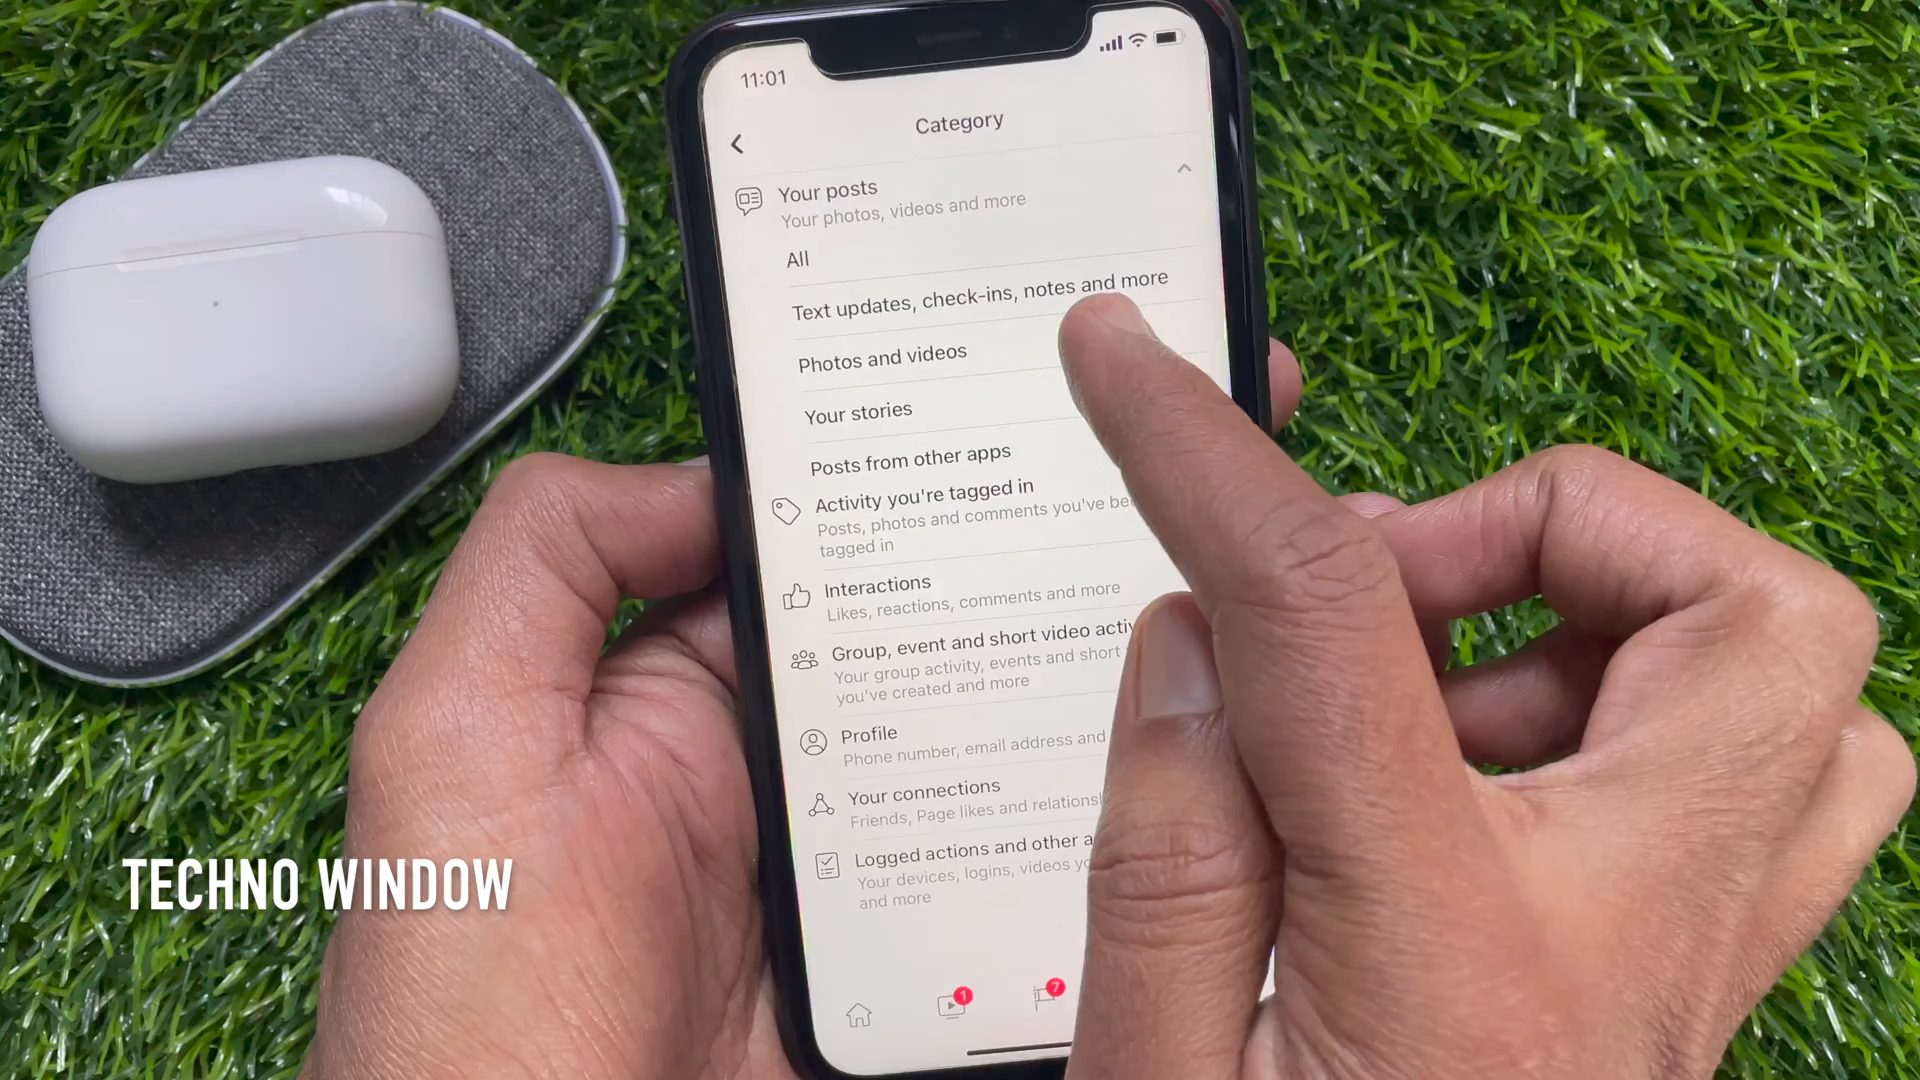 11:01
Category
Your posts
Your photos, videos and more
All
Text updates, check-ins, notes and more
Photos and videos
Your stories
Posts from other apps
Activity you're tagged in
Posts, photos and comments you've
tagged in
Interactions
Likes, reactions, comments and more
Group, event and short video
Your group activity, events and short
you've created and more
Profile
Phone number, email address and
Your connections
Friends, Page likes and
Logged actions and other
Your devices, logins, videos
and more
1
7
TECHNO WINDOW